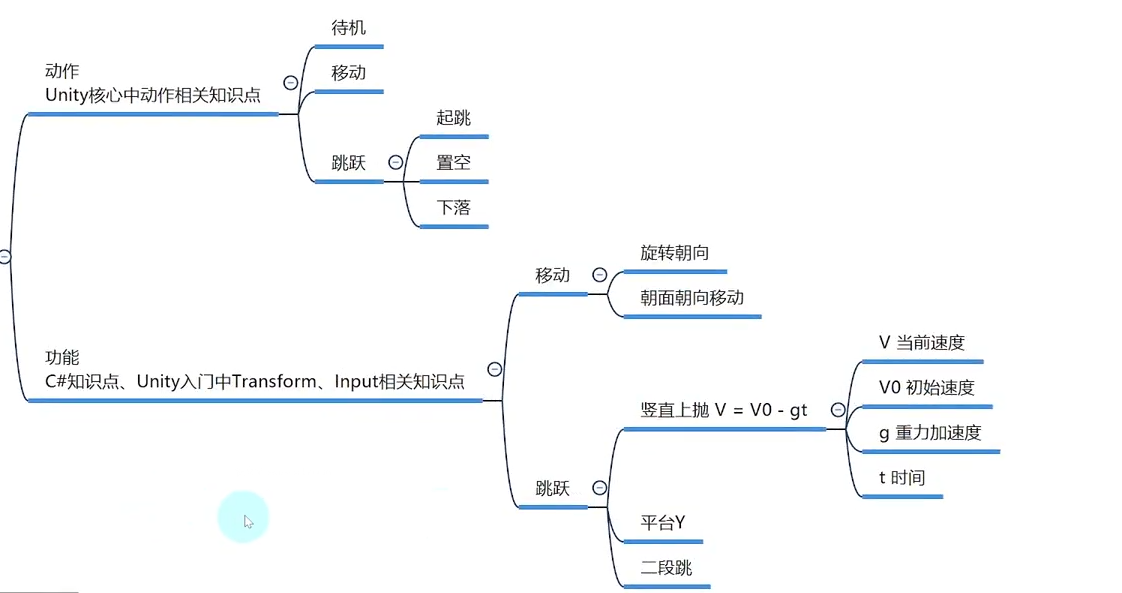 待机
动作
Unity核心中动作相关知识点
移动
起跳
跳跃
置空
下落
旋转朝向
移动
朝面朝向移动
功能
C#知识点、Unity入门中Transform、Input相关知识点
V 当前速度
V0 初始速度
竖直上抛 V = V0 - gt
g 重力加速度
t 时间
跳跃
平台Y
二段跳